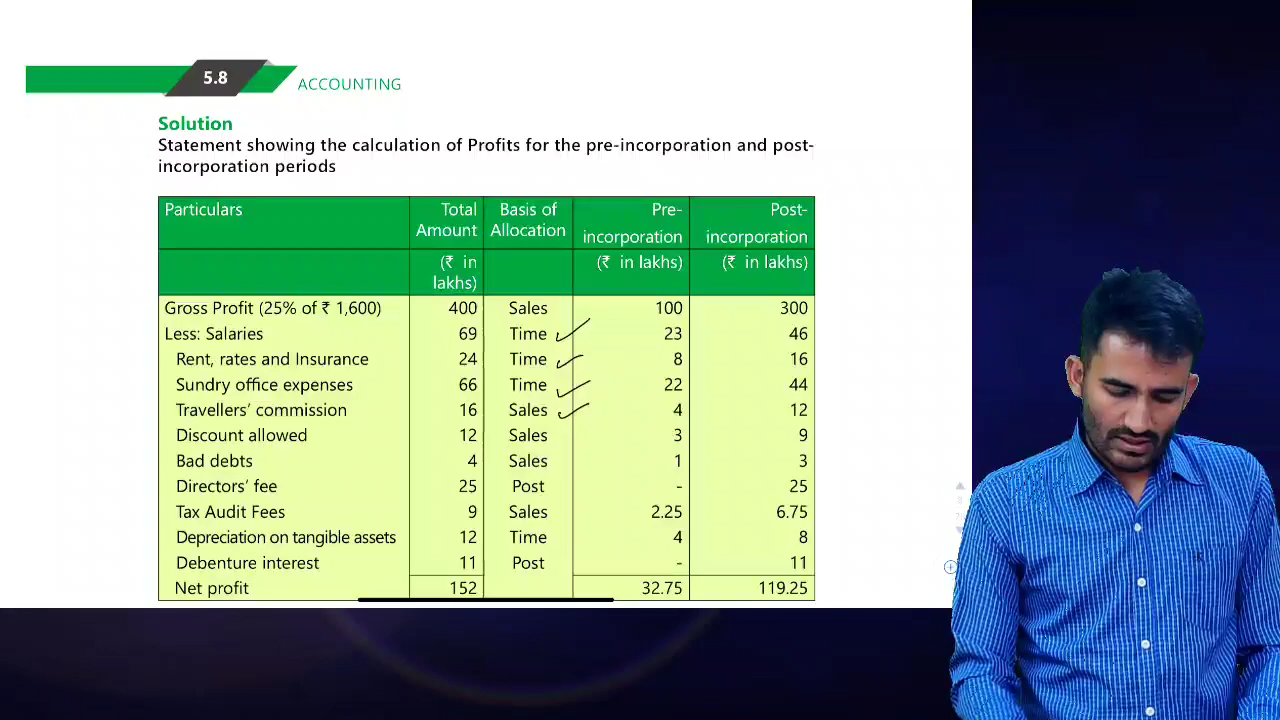 5.8
ACCOUNTING
Solution
Statement showing the calculation of Profits for the pre-incorporation and post-
incorporation periods
Particulars Total Amount Basis of Allocation Pre-incorporation Post-incorporation
(₹ in lakhs) (₹ in lakhs) (₹ in lakhs)
Gross Profit (25% of ₹ 1,600) 400 Sales 100 300
Less: Salaries 69 Time 23 46
Rent, rates and Insurance 24 Time 8 16
Sundry office expenses 66 Time 22 44
Travellers’ commission 16 Sales 4 12
Discount allowed 12 Sales 3 9
Bad debts 4 Sales 1 3
Directors’ fee 25 Post - 25
Tax Audit Fees 9 Sales 2.25 6.75
Depreciation on tangible assets 12 Time 4 8
Debenture interest 11 Post - 11
Net profit 152 32.75 119.25